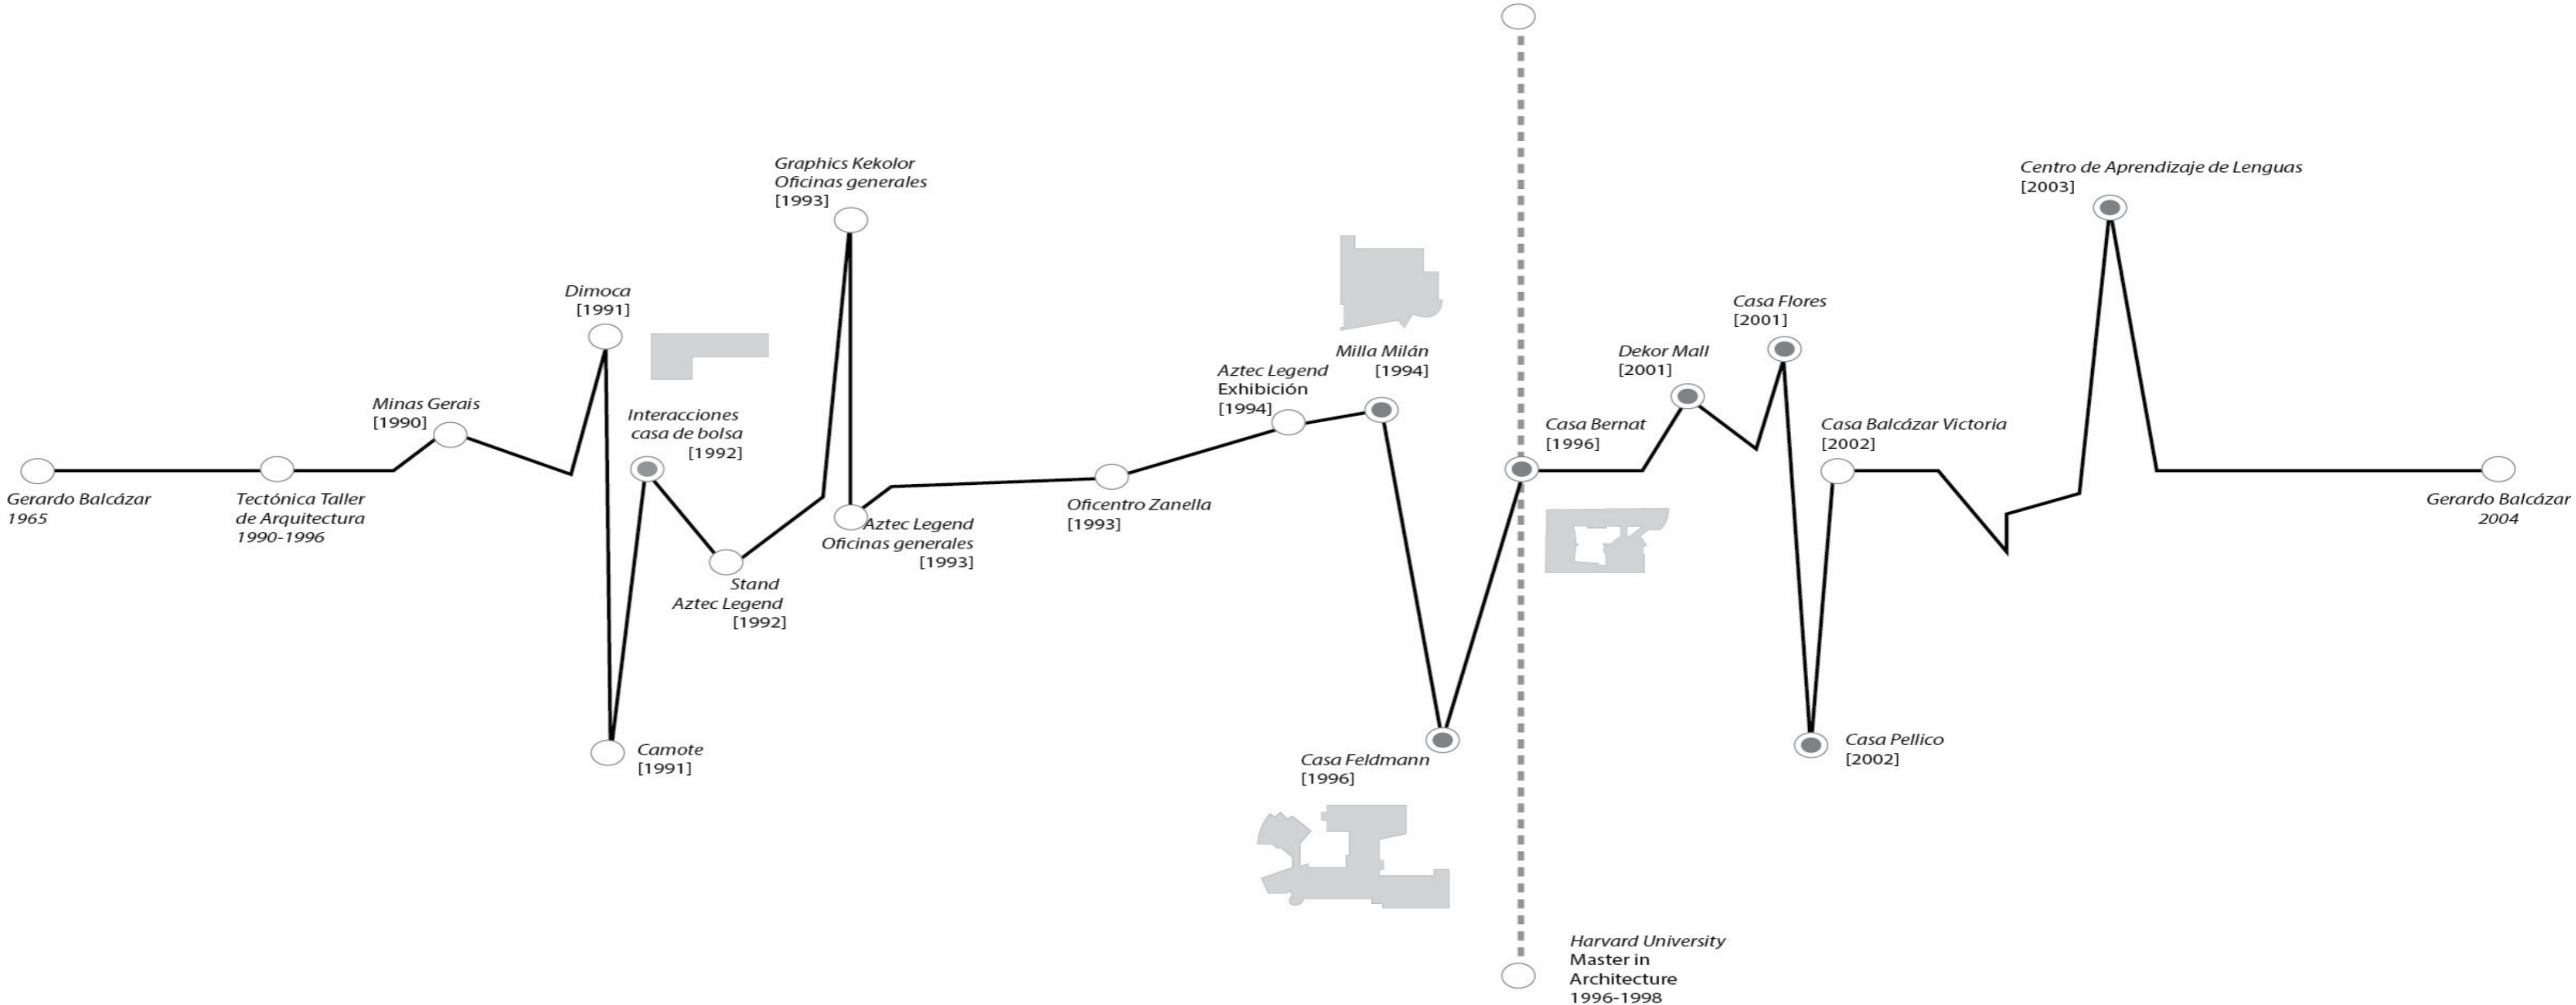 Gerardo Balcázar
1965
Tectónica Taller
de Arquitectura
1990-1996
Minas Gerais
[1990]
Dimoca
[1991]
Camote
[1991]
Interacciones
casa de bolsa
[1992]
Stand
Aztec Legend
[1992]
Graphics Kekolor
Oficinas generales
[1993]
Aztec Legend
Oficinas generales
[1993]
Oficentro Zanella
[1993]
Aztec Legend
Exhibición
[1994]
Milla Milán
[1994]
Casa Feldmann
[1996]
Casa Bernat
[1996]
Harvard University
Master in
Architecture
1996-1998
Dekor Mall
[2001]
Casa Flores
[2001]
Casa Pellico
[2002]
Casa Balcázar Victoria
[2002]
Centro de Aprendizaje de Lenguas
[2003]
Gerardo Balcázar
2004